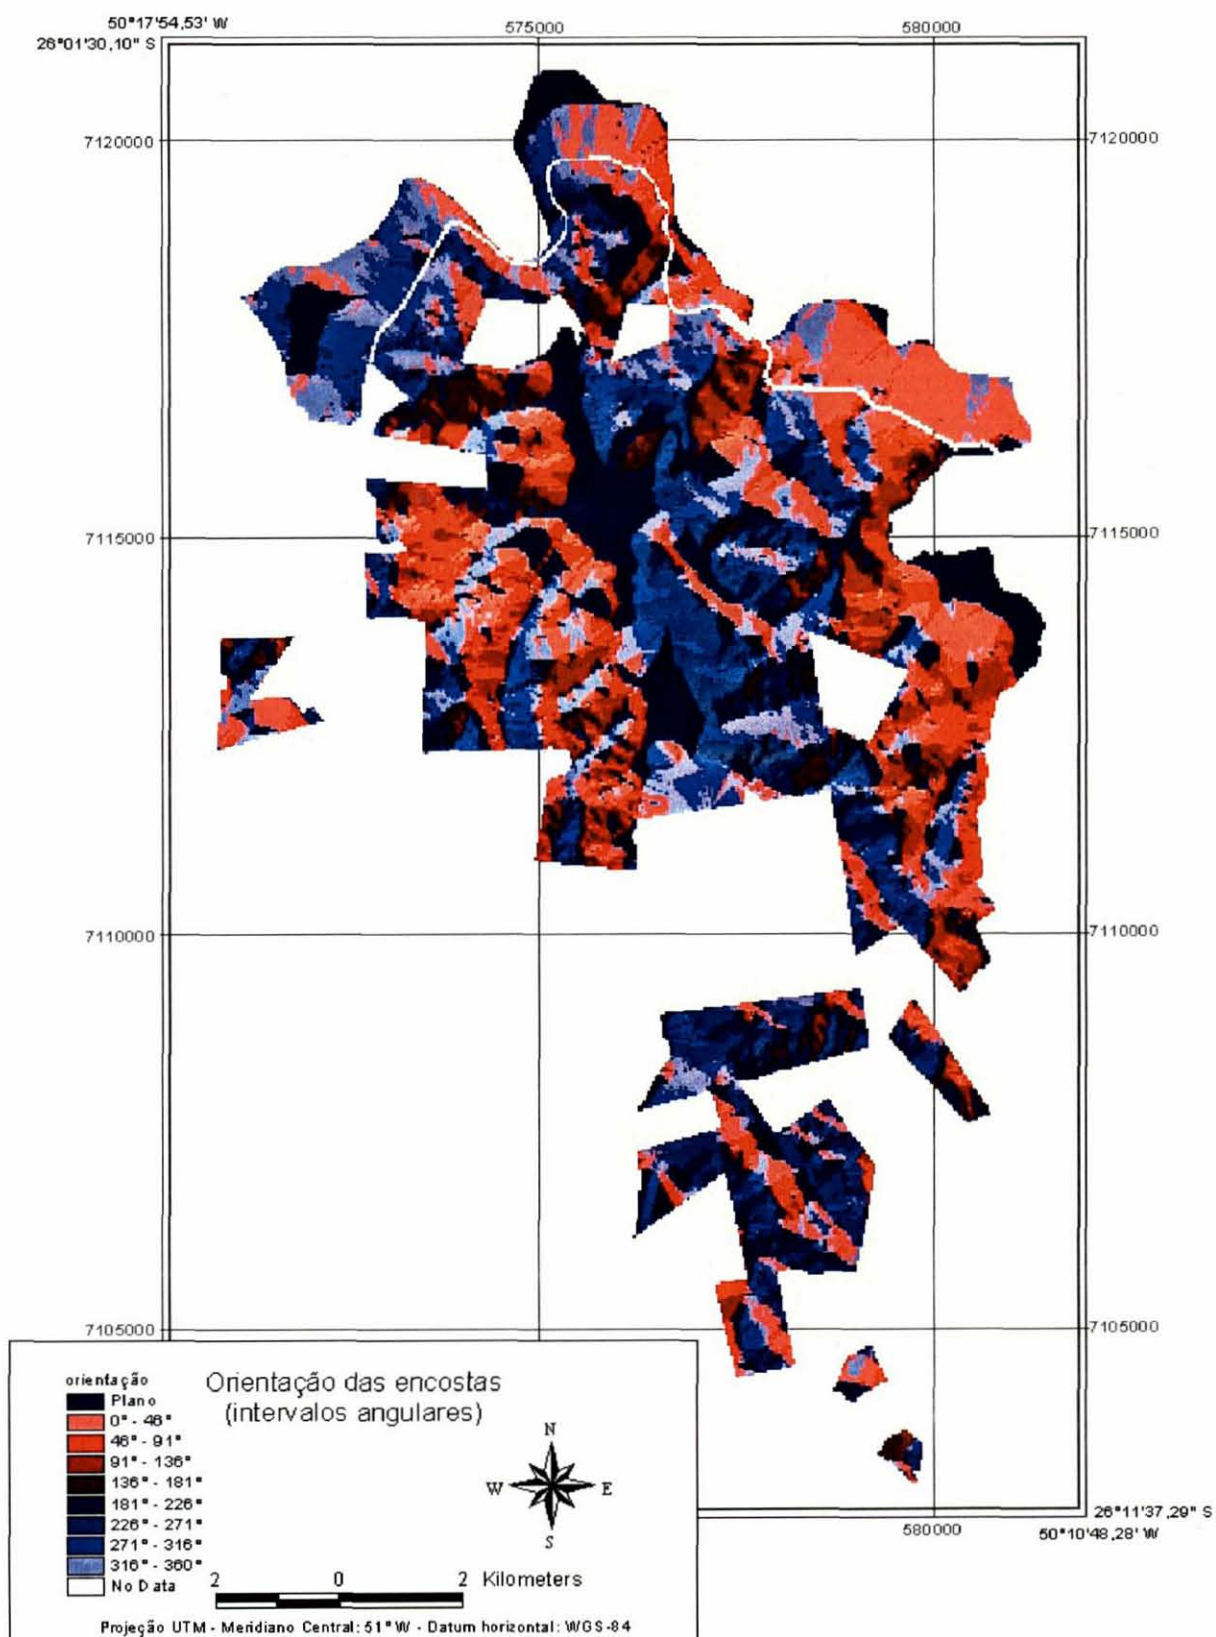 50°17'54,53' W
26°01'30,10" S
575000
580000
7120000
7120000
7115000
7115000
7110000
7110000
7105000
7105000
26°11'37,29" S
580000
50°10'48,28' W
orientação
Plano
0° - 46°
46° - 91°
91° - 136°
136° - 181°
181° - 226°
226° - 271°
271° - 316°
316° - 360°
No Data
Orientação das encostas
(intervalos angulares)
N
W
E
S
2 0 2 Kilometers
Projeção UTM - Meridiano Central: 51° W - Datum horizontal: WGS-84